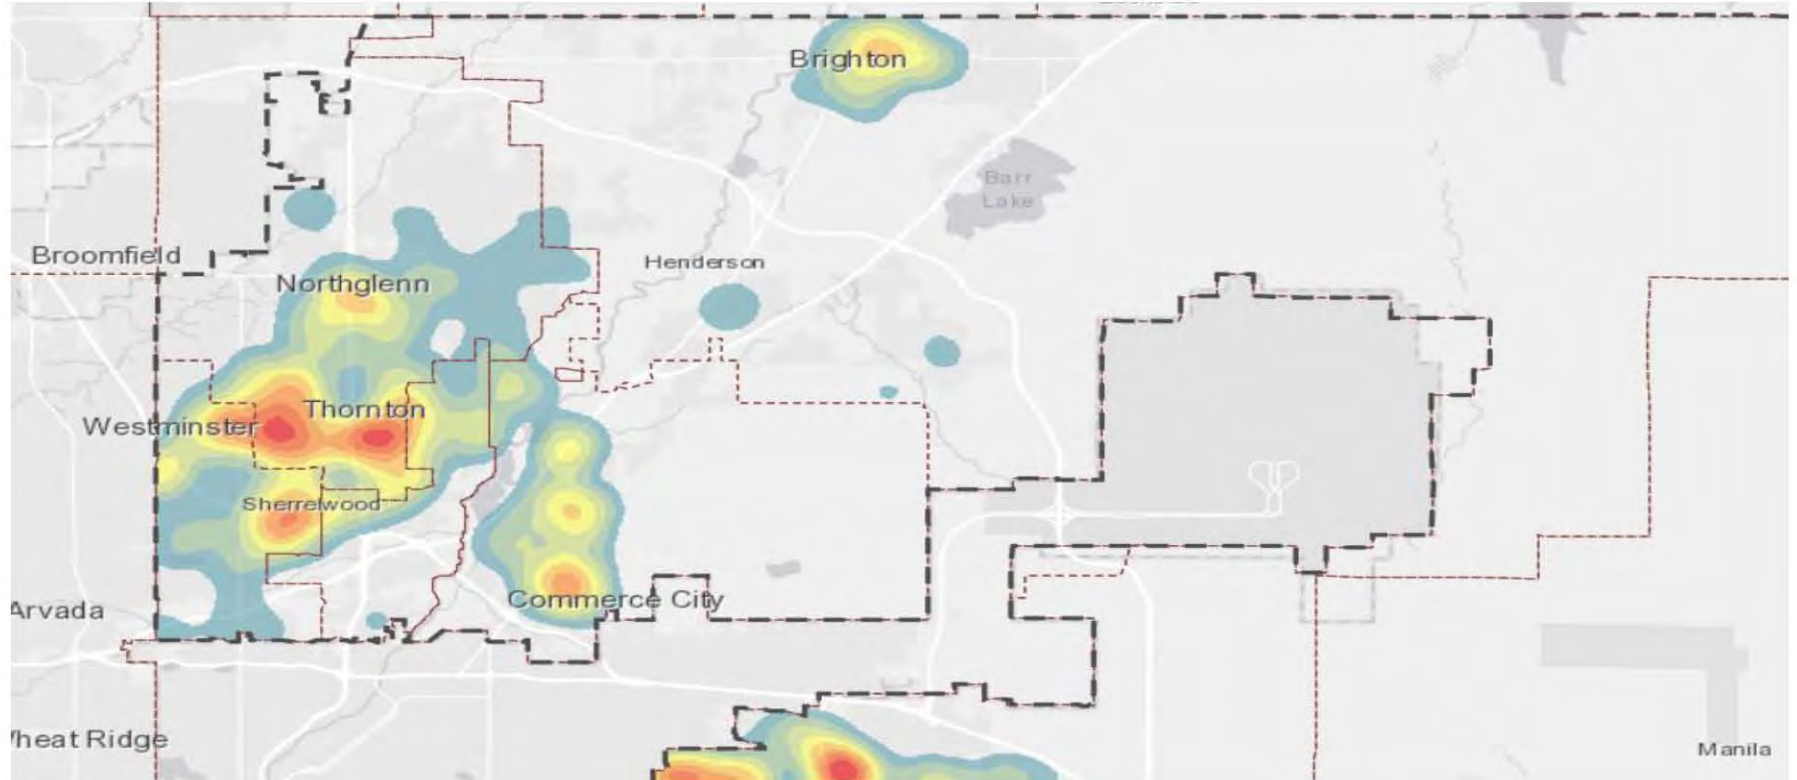 Brighton
Barr
Lake
Broomfield
Henderson
Northglenn
Thornton
Westminster
Sherrelwood
Commerce City
Arvada
heat Ridge
Manila